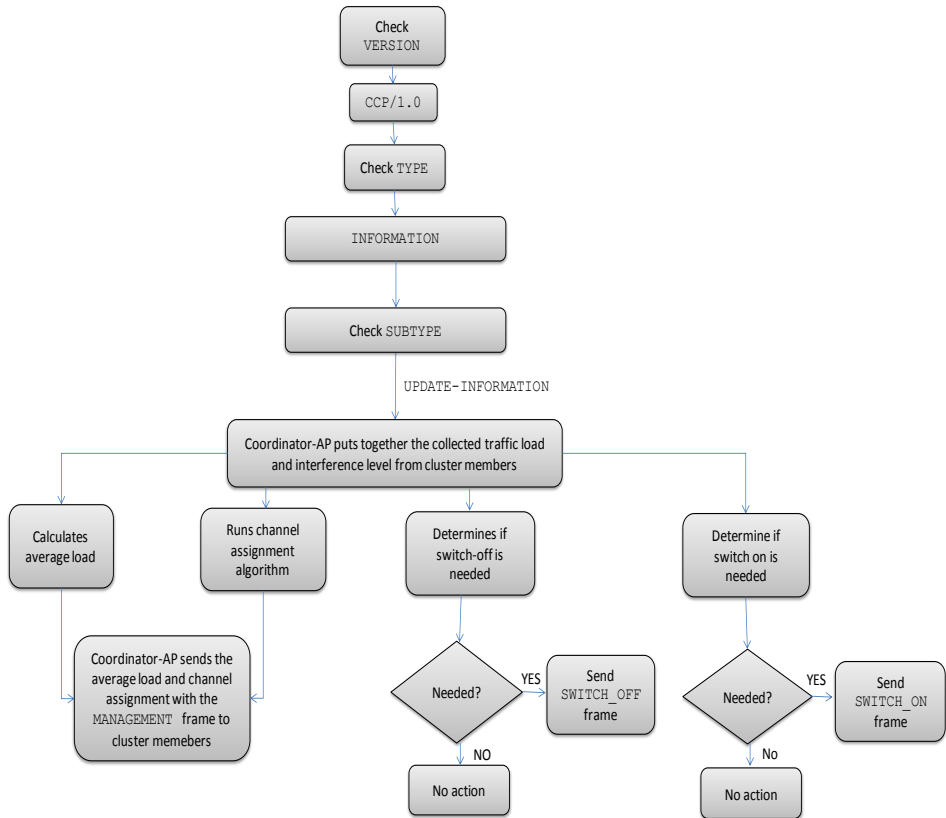 Check
VERSION
CCP/1.0
Check TYPE
INFORMATION
Check SUBTYPE
UPDATE-INFORMATION
Coordinator-AP puts together the collected traffic load
and interference level from cluster members
Calculates
average load
Runs channel
assignment
algorithm
Determines if
switch-off is
needed
Determine if
switch on is
needed
Coordinator-AP sends the
average load and channel
assignment with the
MANAGEMENT frame to
cluster memebers
Needed?
YES
Send
SWITCH_OFF
frame
NO
No action
Needed?
YES
Send
SWITCH_ON
frame
No
No action